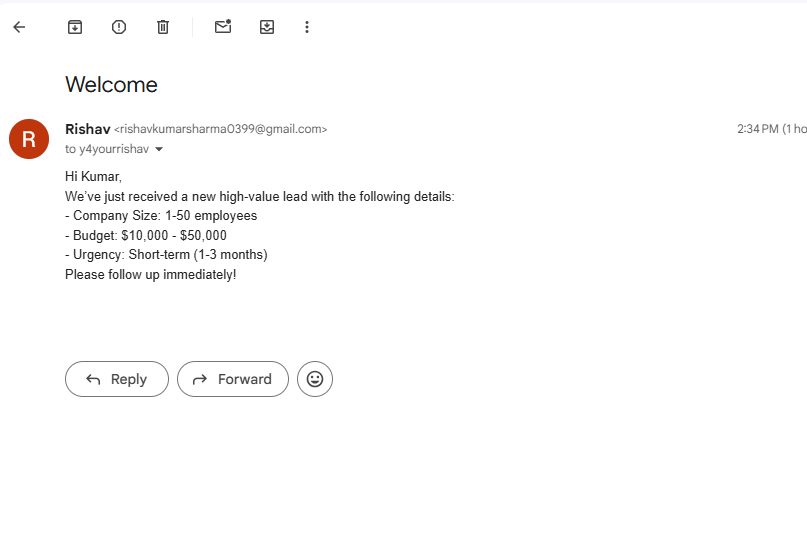 Welcome
R
Rishav <rishavkumarsharma0399@gmail.com>
2:34 PM (1 ho
to y4yourrishav
Hi Kumar,
We've just received a new high-value lead with the following details:
- Company Size: 1-50 employees
- Budget: $10,000 - $50,000
- Urgency: Short-term (1-3 months)
Please follow up immediately!
Reply
Forward